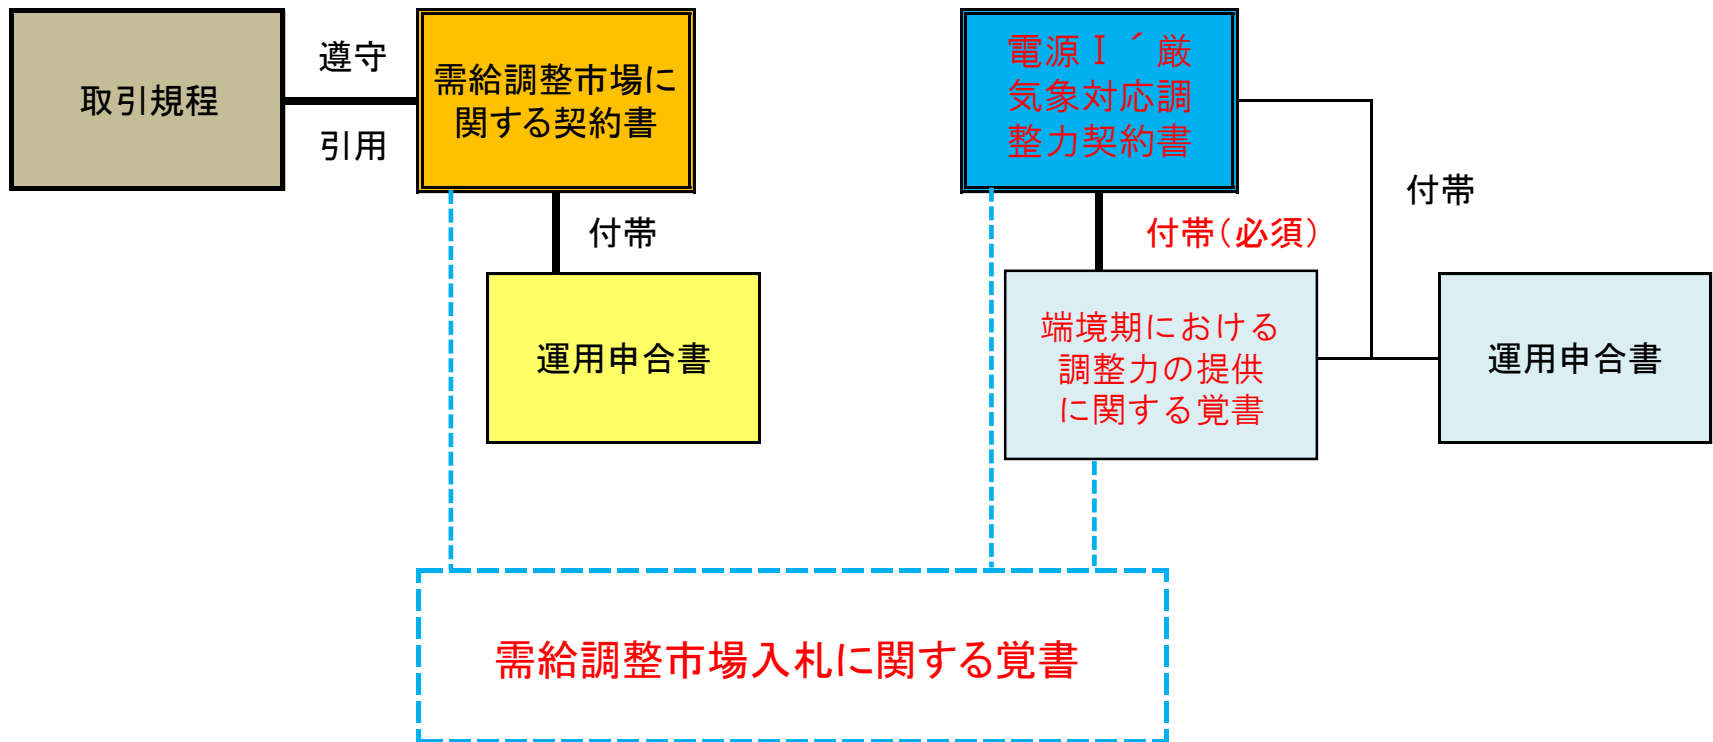 取引規程
遵守
引用
需給調整市場に
関する契約書
付帯
運用申合書
電源Ⅰ´厳
気象対応調
整力契約書
付帯(必須)
付帯
端境期における
調整力の提供
に関する覚書
運用申合書
需給調整市場入札に関する覚書